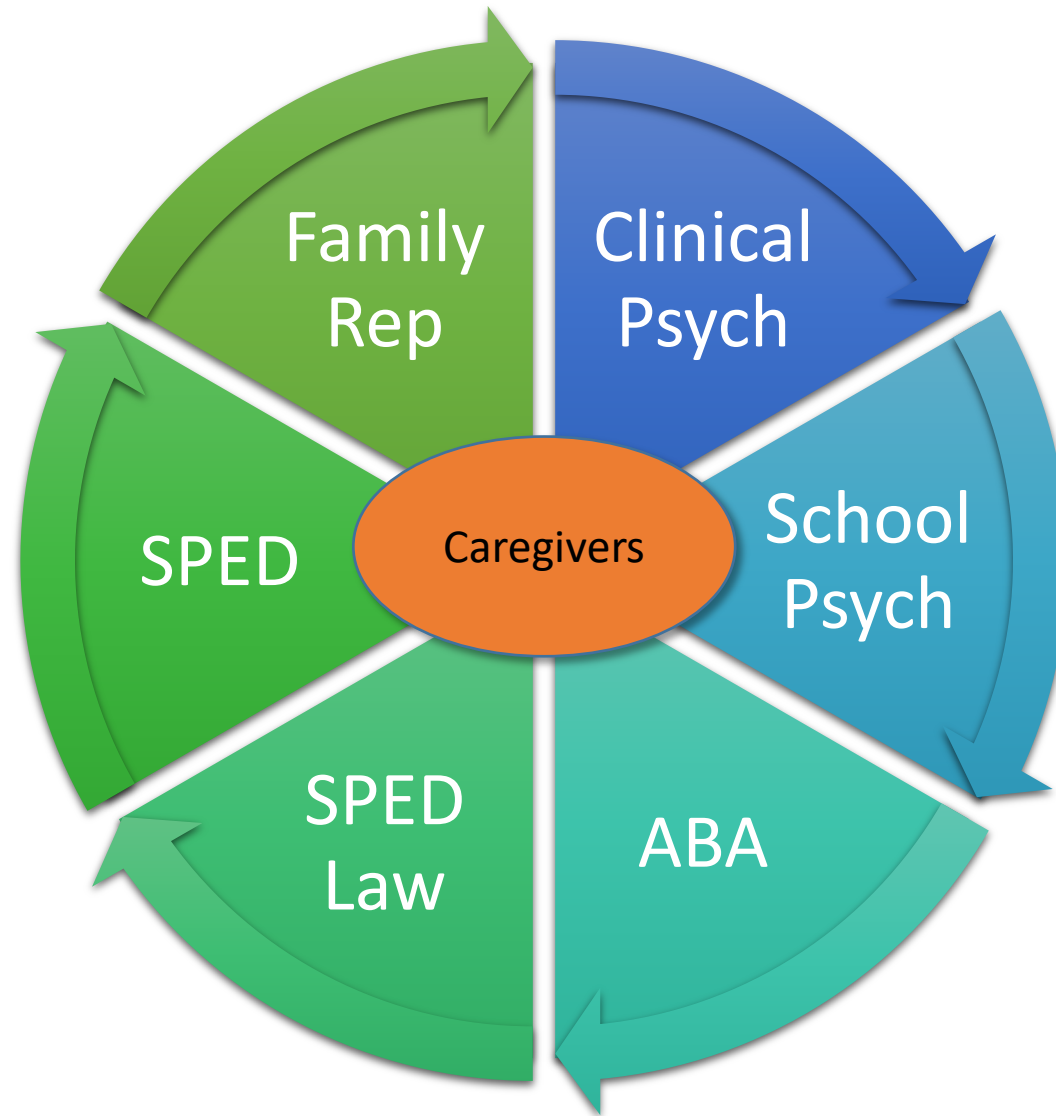 Family
Rep
Clinical
Psych
School
Psych
ABA
SPED
Law
SPED
Caregivers